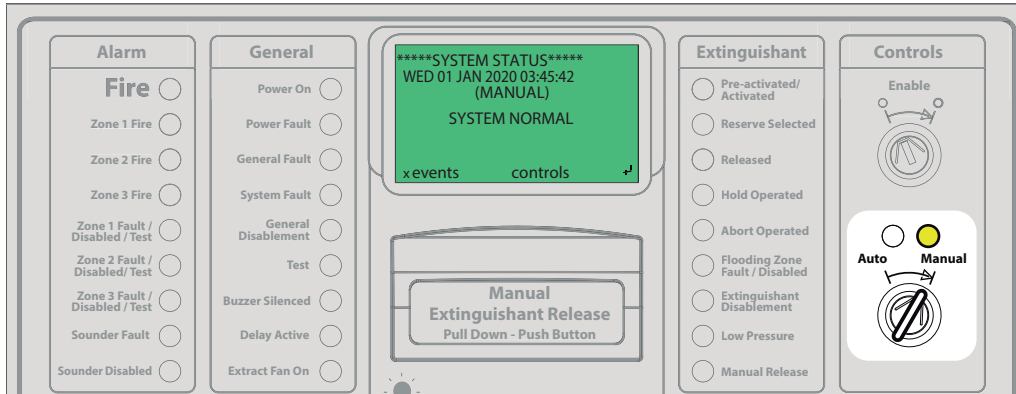 Alarm
Fire
Zone 1 Fire
Zone 2 Fire
Zone 3 Fire
Zone 1 Fault /
Disabled / Test
Zone 2 Fault /
Disabled/ Test
Zone 3 Fault /
Disabled / Test
Sounder Fault
Sounder Disabled
General
Power On
Power Fault
General Fault
System Fault
General
Disablement
Test
Buzzer Silenced
Delay Active
Extract Fan On
*****SYSTEM STATUS*****
WED 01 JAN 2020 03:45:42
(MANUAL)
SYSTEM NORMAL
x events controls ↵
Manual
Extinguishant Release
Pull Down - Push Button
Extinguishant
Pre-activated/
Activated
Reserve Selected
Released
Hold Operated
Abort Operated
Flooding Zone
Fault / Disabled
Extinguishant
Disablement
Low Pressure
Manual Release
Controls
Enable
Auto Manual